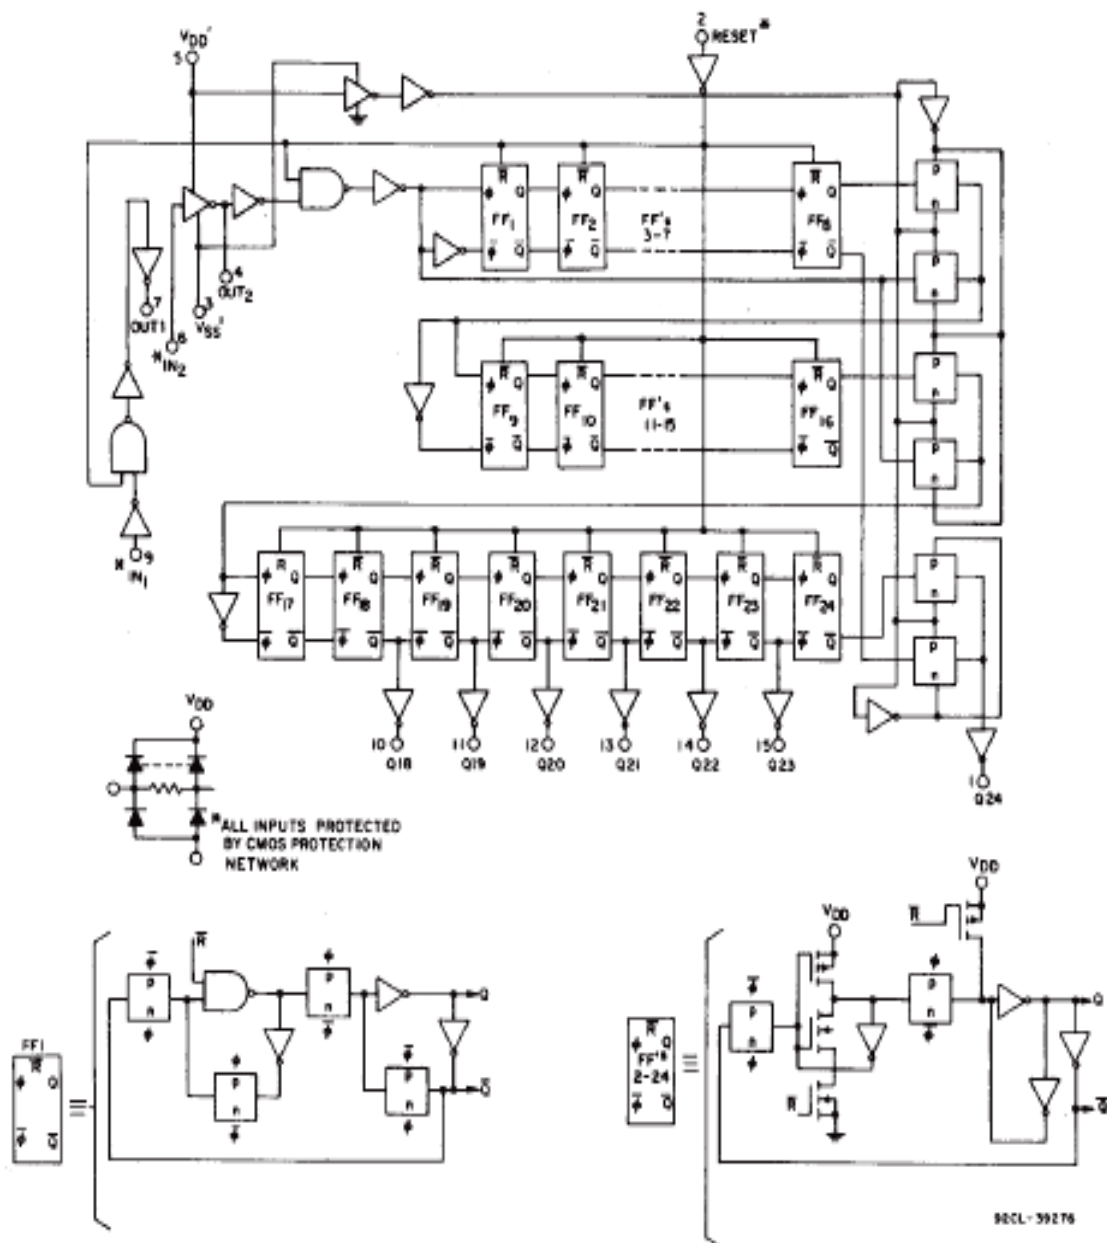 2
RESET *
VDD'
5
R̅
R̅
R̅
ϕ Q
ϕ Q
ϕ Q
FF1
FF2
FF's
3-7
FF8
ϕ̅ Q̅
ϕ̅ Q̅
ϕ̅ Q̅
P
n
P
n
4
OUT2
7
OUT1
3
VSS'
6
*IN2
R̅
R̅
R̅
ϕ Q
ϕ Q
ϕ Q
FF9
FF10
FF's
11-15
FF16
ϕ̅ Q̅
ϕ̅ Q̅
ϕ̅ Q̅
P
n
P
n
9
* IN1
R̅ R̅ R̅ R̅ R̅ R̅ R̅ R̅
ϕ Q ϕ Q ϕ Q ϕ Q ϕ Q ϕ Q ϕ Q ϕ Q
FF17 FF18 FF19 FF20 FF21 FF22 FF23 FF24
ϕ̅ Q̅ ϕ̅ Q̅ ϕ̅ Q̅ ϕ̅ Q̅ ϕ̅ Q̅ ϕ̅ Q̅ ϕ̅ Q̅ ϕ̅ Q̅
P
n
P
n
10 11 12 13 14 15
Q18 Q19 Q20 Q21 Q22 Q23
1
Q24
VDD
* ALL INPUTS PROTECTED
BY CMOS PROTECTION
NETWORK
FF1
R̅
ϕ Q
ϕ̅ Q̅
ϕ̅
P
n
ϕ
R̅
ϕ
P
n
ϕ̅
Q
ϕ
P
n
ϕ̅
ϕ̅
P
n
ϕ
Q̅
R̅
ϕ Q
FF's
2-24
ϕ̅ Q̅
VDD
VDD
R̅
ϕ̅
P
n
ϕ
R̅
ϕ
P
n
ϕ̅
Q
Q̅
92CL-39276